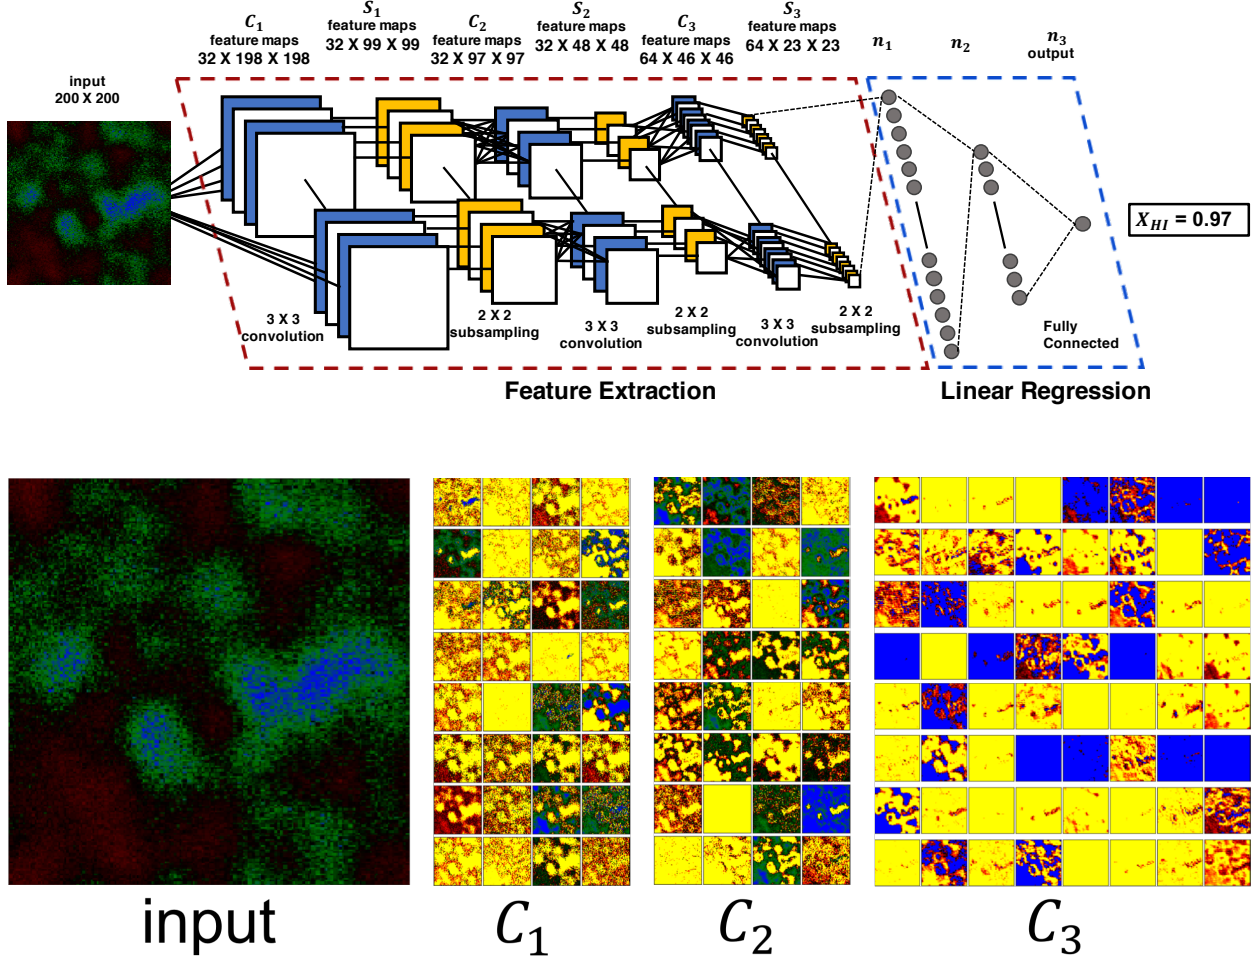 input
200 X 200
C₁
feature maps
32 X 198 X 198
S₁
feature maps
32 X 99 X 99
C₂
feature maps
32 X 97 X 97
S₂
feature maps
32 X 48 X 48
C₃
feature maps
64 X 46 X 46
S₃
feature maps
64 X 23 X 23
n₁
n₂
n₃
output
X_HI = 0.97
3 X 3
convolution
2 X 2
subsampling
3 X 3
convolution
2 X 2
subsampling
3 X 3
convolution
2 X 2
subsampling
Fully
Connected
Feature Extraction
Linear Regression
input
C₁
C₂
C₃